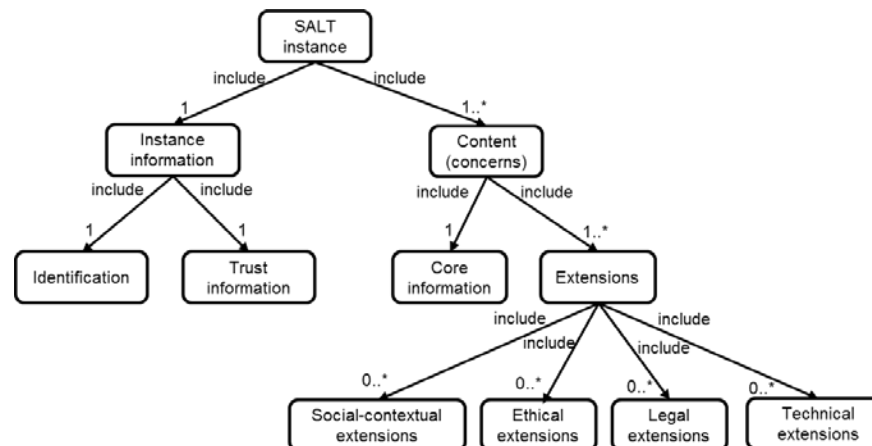 SALT
instance
include
include
1
1..*
Instance
information
Content
(concerns)
include
include
include
include
1
1
1
1..*
Identification
Trust
information
Core
information
Extensions
include
include
include
include
0..*
0..*
0..*
0..*
Social-contextual
extensions
Ethical
extensions
Legal
extensions
Technical
extensions